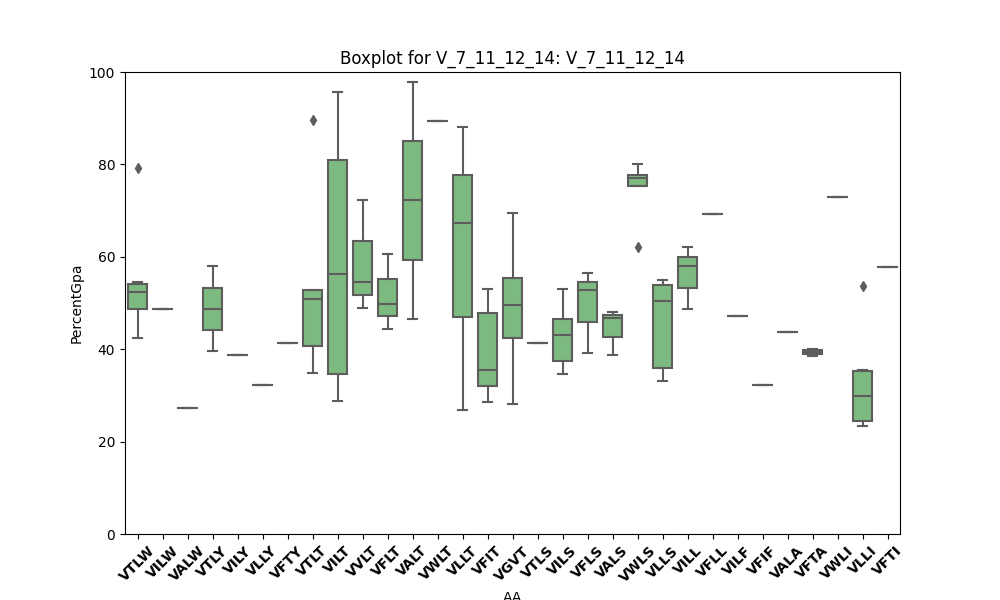 Boxplot for V_7_11_12_14: V_7_11_12_14
100
80
60
40
20
0
PercentGpa
VTLW VILW VALW VTLY VILY VLLY VFTY VTLT VILT VVLT VFLT VALT VWLT VLLT VFIT VGVT VTLS VILS VFLS VALS VWLS VLLS VILL VFLL VILF VFIF VALA VFTA VWLI VLLI VFTI
AA